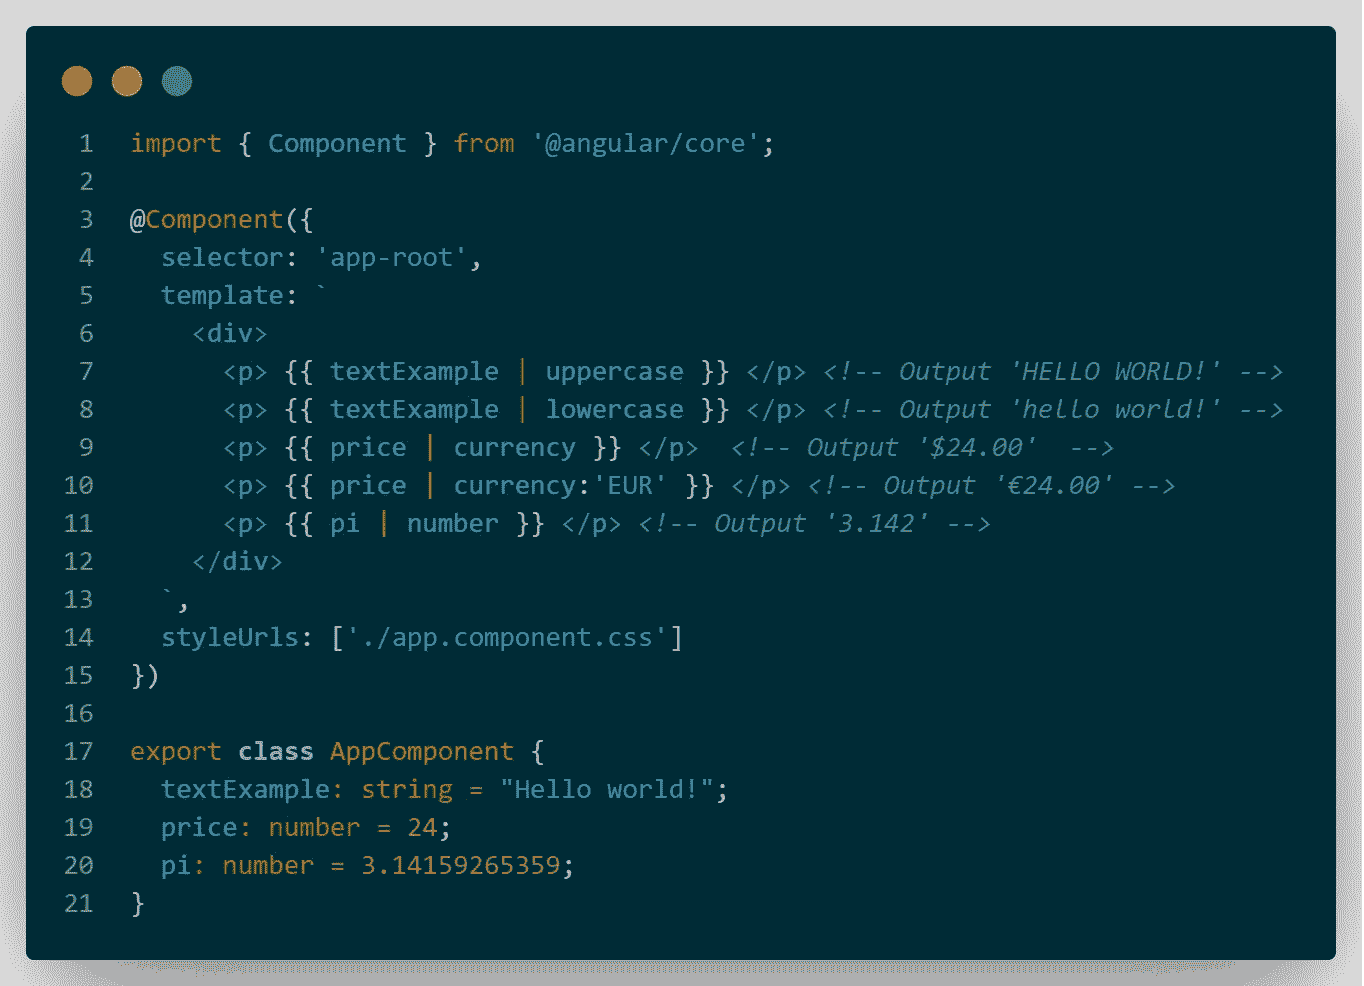 1 import { Component } from '@angular/core';
2
3 @Component({
4   selector: 'app-root',
5   template: `
6     <div>
7       <p> {{ textExample | uppercase }} </p> <!-- Output 'HELLO WORLD!' -->
8       <p> {{ textExample | lowercase }} </p> <!-- Output 'hello world!' -->
9       <p> {{ price | currency }} </p>  <!-- Output '$24.00'  -->
10       <p> {{ price | currency:'EUR' }} </p> <!-- Output '€24.00' -->
11       <p> {{ pi | number }} </p> <!-- Output '3.142' -->
12     </div>
13   `,
14   styleUrls: ['./app.component.css']
15 })
16
17 export class AppComponent {
18   textExample: string = "Hello world!";
19   price: number = 24;
20   pi: number = 3.14159265359;
21 }